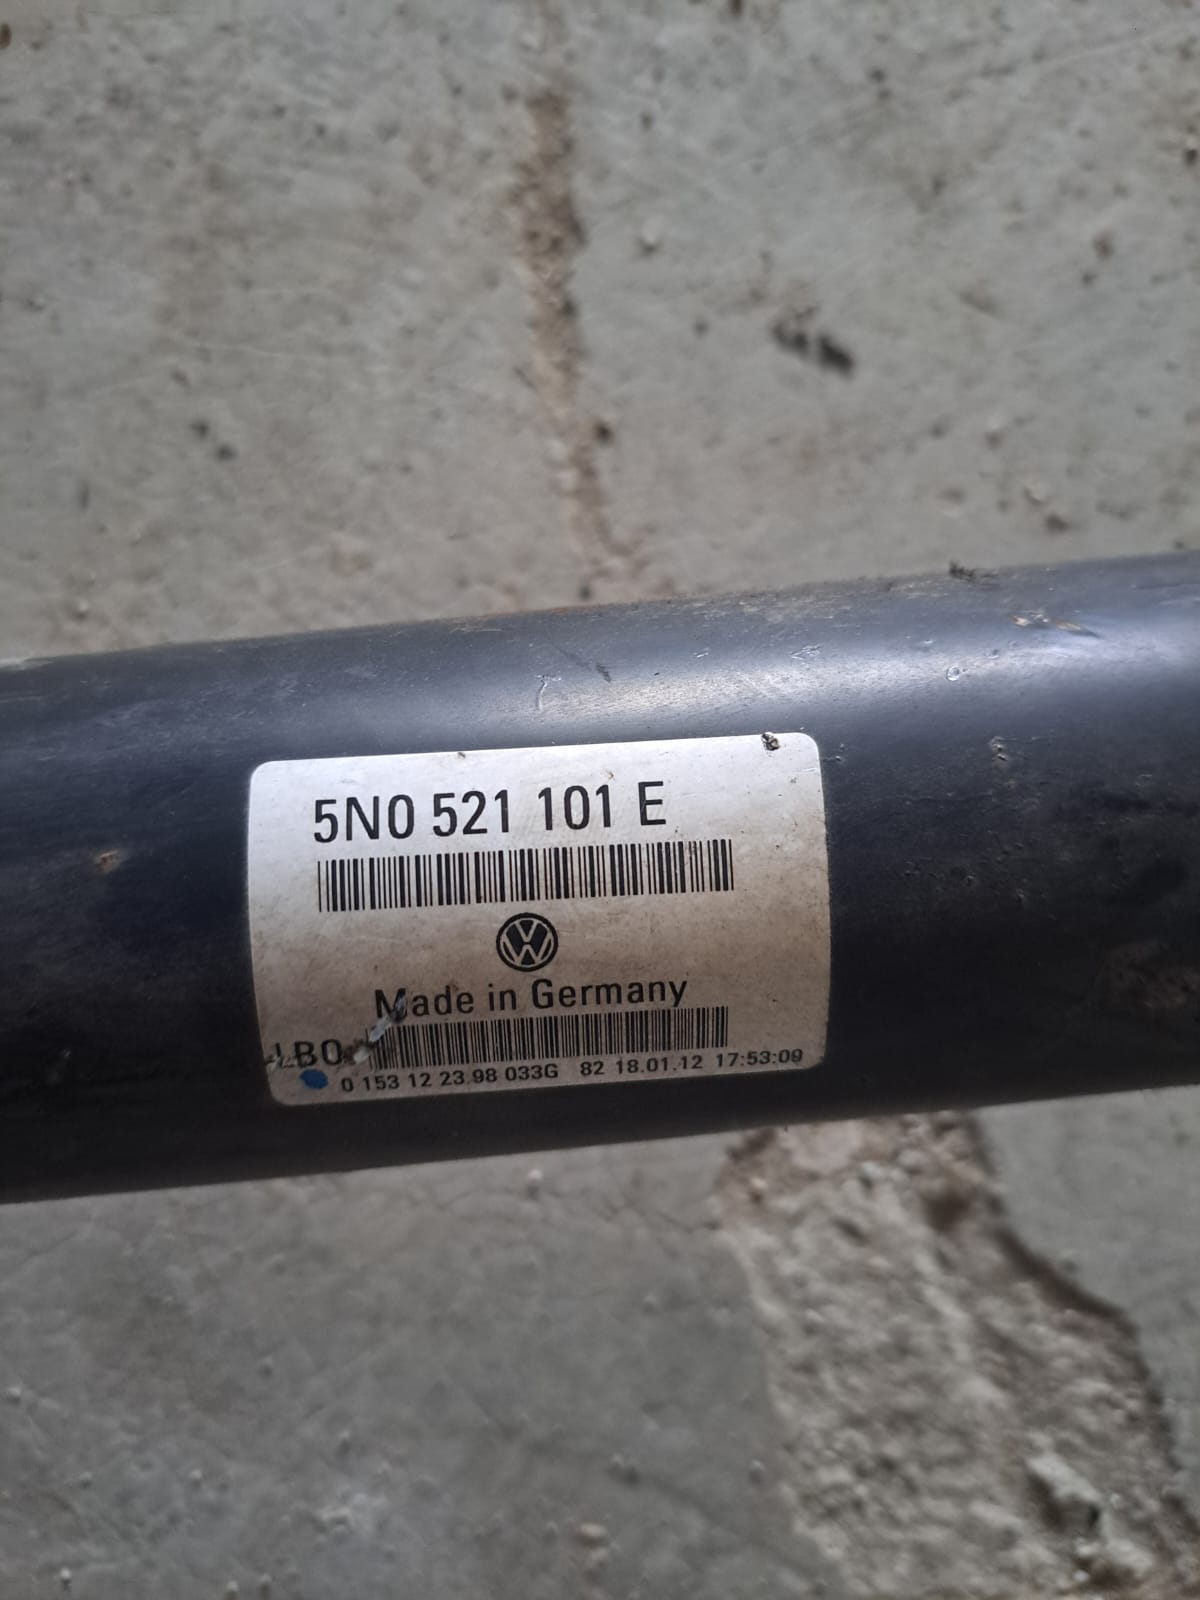 5N0 521 101 E
Made in Germany
LBO
0 153 12 23.98 033G 82 18.01.12 17:53:09